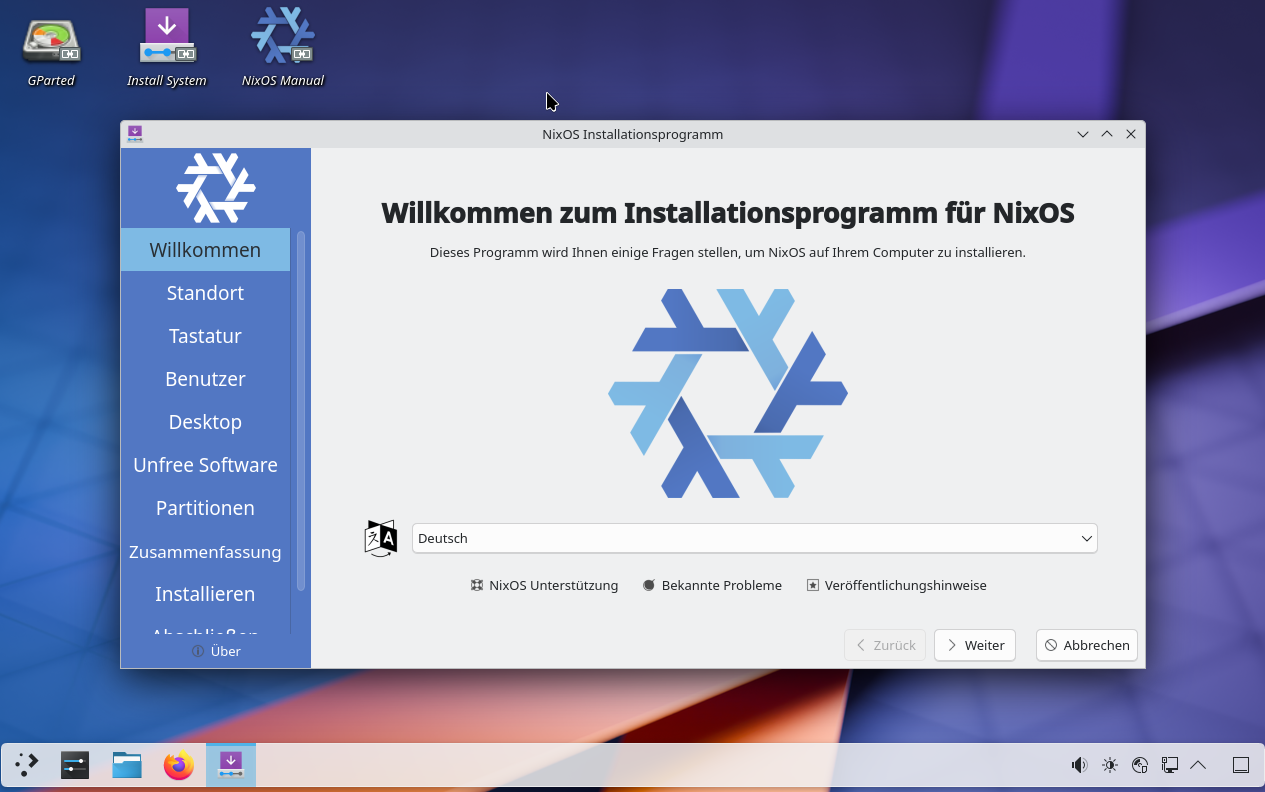 GParted
Install System
NixOS Manual
NixOS Installationsprogramm
Willkommen
Standort
Tastatur
Benutzer
Desktop
Unfree Software
Partitionen
Zusammenfassung
Installieren
Abschließen
Über
Willkommen zum Installationsprogramm für NixOS
Dieses Programm wird Ihnen einige Fragen stellen, um NixOS auf Ihrem Computer zu installieren.
Deutsch
NixOS Unterstützung
Bekannte Probleme
Veröffentlichungshinweise
Zurück
Weiter
Abbrechen